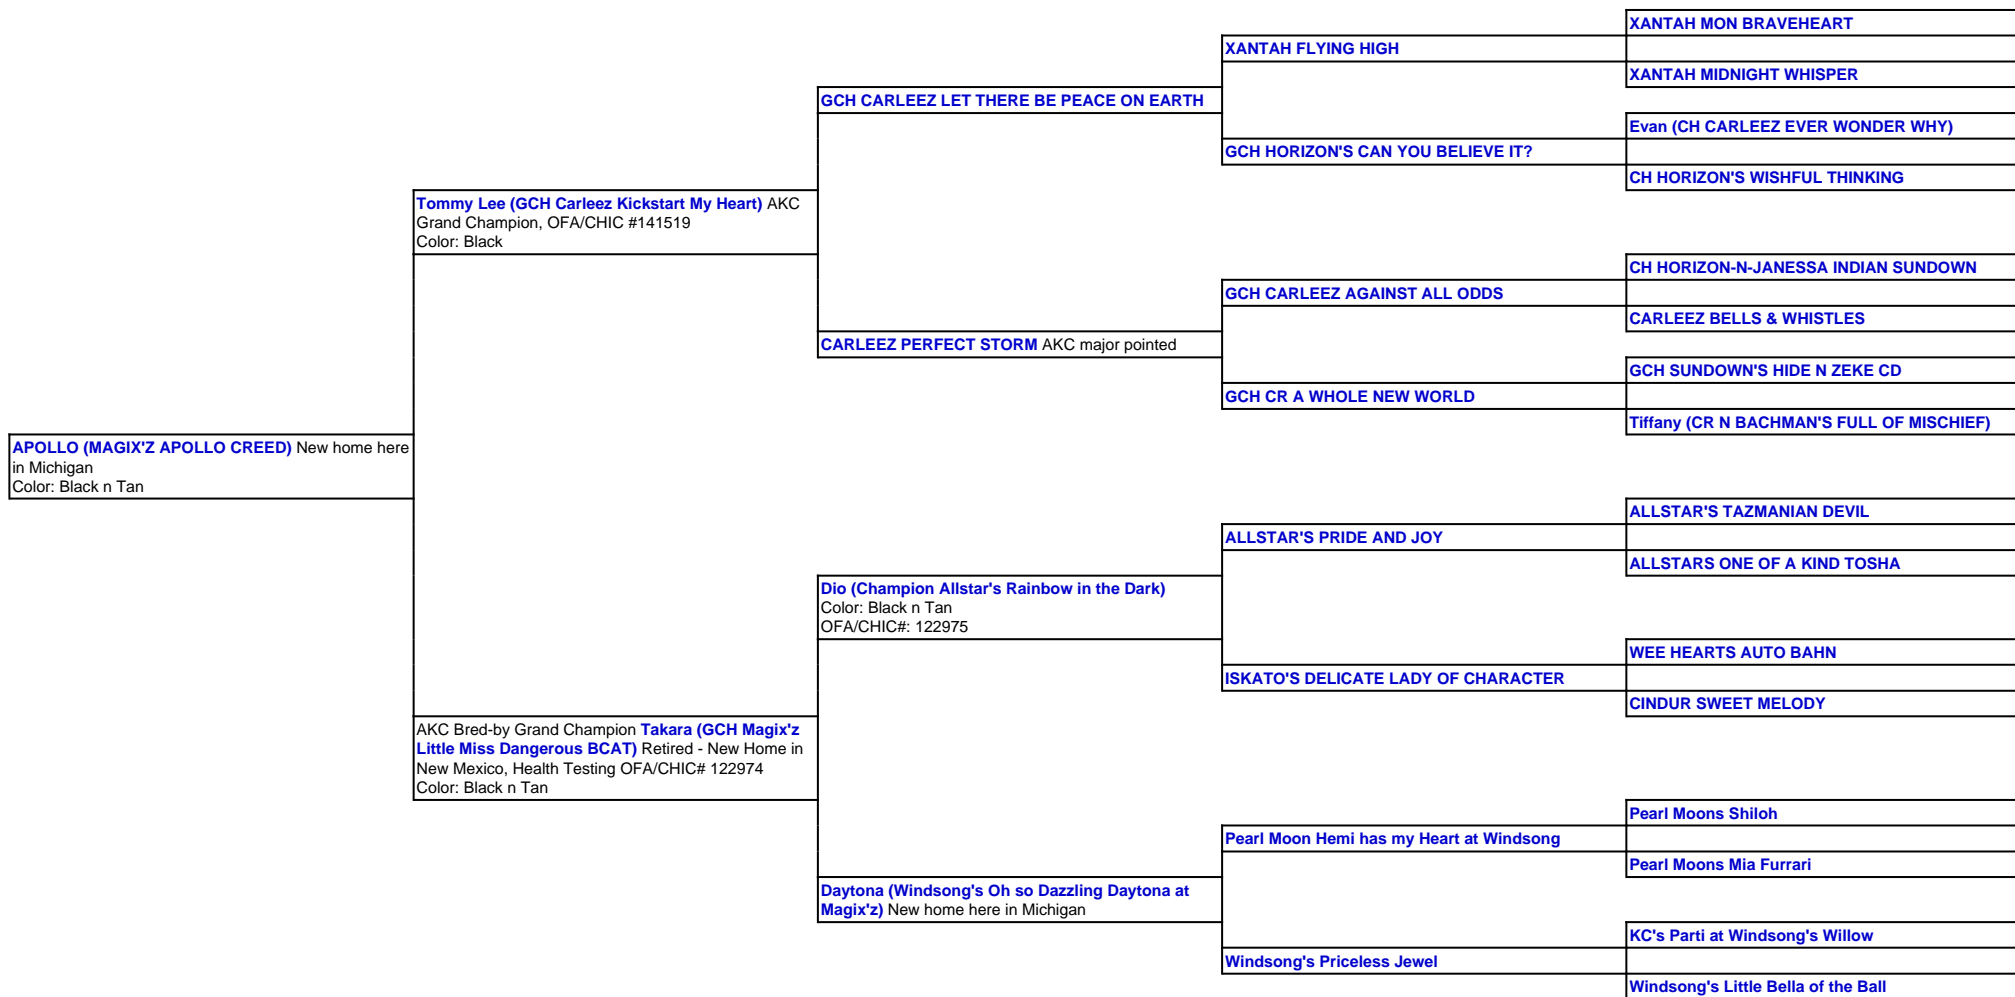 XANTAH MON BRAVEHEART
XANTAH FLYING HIGH
XANTAH MIDNIGHT WHISPER
GCH CARLEEZ LET THERE BE PEACE ON EARTH
Evan (CH CARLEEZ EVER WONDER WHY)
GCH HORIZON'S CAN YOU BELIEVE IT?
CH HORIZON'S WISHFUL THINKING
Tommy Lee (GCH Carleez Kickstart My Heart) AKC
Grand Champion, OFA/CHIC #141519
Color: Black
CH HORIZON-N-JANESSA INDIAN SUNDOWN
GCH CARLEEZ AGAINST ALL ODDS
CARLEEZ BELLS & WHISTLES
CARLEEZ PERFECT STORM AKC major pointed
GCH SUNDOWN'S HIDE N ZEKE CD
GCH CR A WHOLE NEW WORLD
Tiffany (CR N BACHMAN'S FULL OF MISCHIEF)
APOLLO (MAGIX'Z APOLLO CREED) New home here
in Michigan
Color: Black n Tan
ALLSTAR'S TAZMANIAN DEVIL
ALLSTAR'S PRIDE AND JOY
ALLSTARS ONE OF A KIND TOSHA
Dio (Champion Allstar's Rainbow in the Dark)
Color: Black n Tan
OFA/CHIC#: 122975
WEE HEARTS AUTO BAHN
ISKATO'S DELICATE LADY OF CHARACTER
CINDUR SWEET MELODY
AKC Bred-by Grand Champion Takara (GCH Magix'z
Little Miss Dangerous BCAT) Retired - New Home in
New Mexico, Health Testing OFA/CHIC# 122974
Color: Black n Tan
Pearl Moons Shiloh
Pearl Moon Hemi has my Heart at Windsong
Pearl Moons Mia Furrari
Daytona (Windsong's Oh so Dazzling Daytona at
Magix'z) New home here in Michigan
KC's Parti at Windsong's Willow
Windsong's Priceless Jewel
Windsong's Little Bella of the Ball